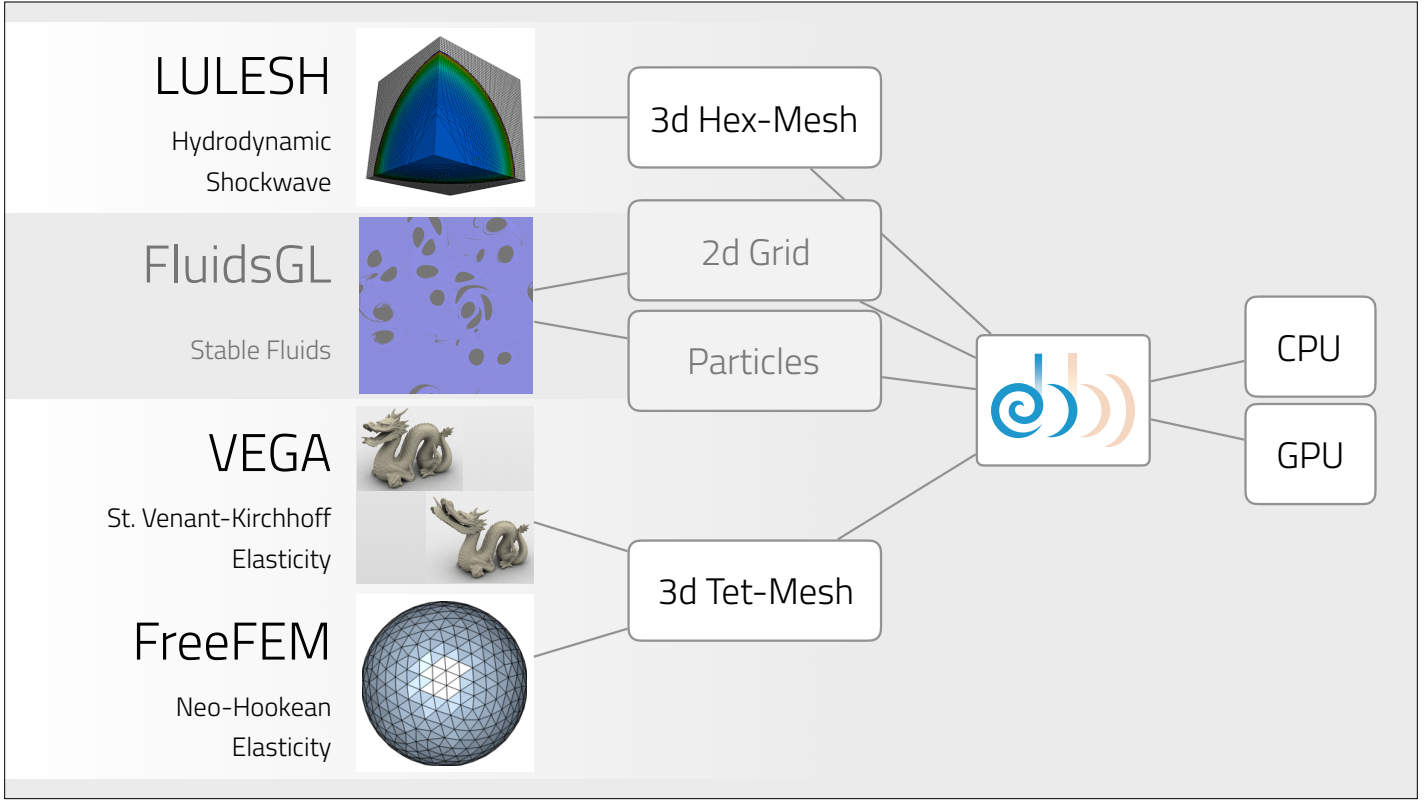 LULESH
Hydrodynamic
Shockwave
3d Hex-Mesh
FluidsGL
Stable Fluids
2d Grid
Particles
VEGA
St. Venant-Kirchhoff
Elasticity
3d Tet-Mesh
FreeFEM
Neo-Hookean
Elasticity
ebb
CPU
GPU